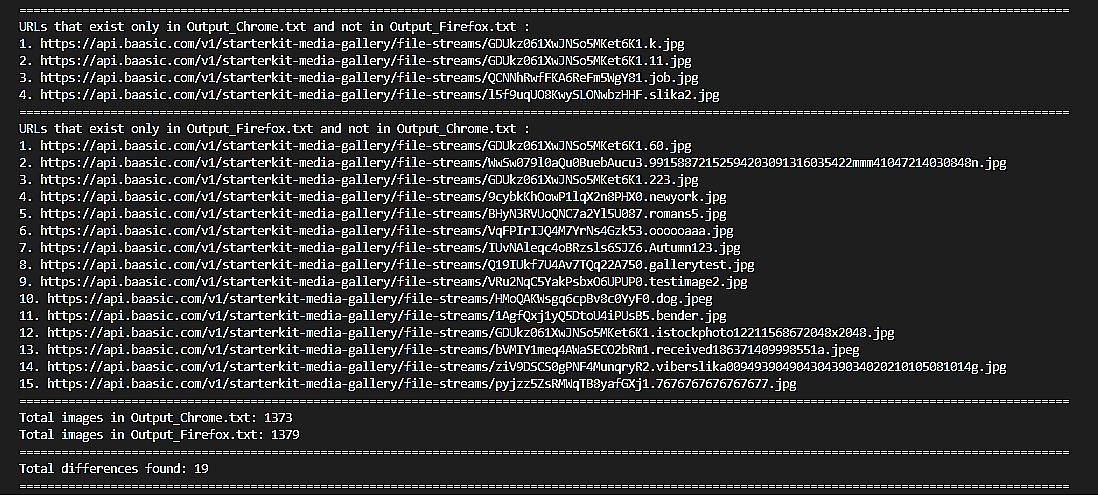 ================================================================================
URLs that exist only in Output_Chrome.txt and not in Output_Firefox.txt :
1. https://api.baasic.com/v1/starterkit-media-gallery/file-streams/GDUkz061XwJNSo5MKet6K1.k.jpg
2. https://api.baasic.com/v1/starterkit-media-gallery/file-streams/GDUkz061XwJNSo5MKet6K1.11.jpg
3. https://api.baasic.com/v1/starterkit-media-gallery/file-streams/QCNNhRwfFKA6ReFm5WgY81.job.jpg
4. https://api.baasic.com/v1/starterkit-media-gallery/file-streams/l5f9uqUO8KwySLONwbzHHF.slika2.jpg
================================================================================
URLs that exist only in Output_Firefox.txt and not in Output_Chrome.txt :
1. https://api.baasic.com/v1/starterkit-media-gallery/file-streams/GDUkz061XwJNSo5MKet6K1.60.jpg
2. https://api.baasic.com/v1/starterkit-media-gallery/file-streams/WwSw079l0aQu0BuebAucu3.99158872152594203091316035422mmm41047214030848n.jpg
3. https://api.baasic.com/v1/starterkit-media-gallery/file-streams/GDUkz061XwJNSo5MKet6K1.223.jpg
4. https://api.baasic.com/v1/starterkit-media-gallery/file-streams/9cybkKhOowP1lqX2n8PHX0.newyork.jpg
5. https://api.baasic.com/v1/starterkit-media-gallery/file-streams/BHyN3RVUoQNC7a2Yl5U087.romans5.jpg
6. https://api.baasic.com/v1/starterkit-media-gallery/file-streams/VqFPIrIJQ4M7YrNs4Gzk53.oooooaaa.jpg
7. https://api.baasic.com/v1/starterkit-media-gallery/file-streams/IUvNAleqc4oBRzsls6SJZ6.Autumn123.jpg
8. https://api.baasic.com/v1/starterkit-media-gallery/file-streams/Q19IUkf7U4Av7TQq22A750.gallerytest.jpg
9. https://api.baasic.com/v1/starterkit-media-gallery/file-streams/VRu2NqC5YakPsbxO6UPUP0.testimage2.jpg
10. https://api.baasic.com/v1/starterkit-media-gallery/file-streams/HMoQAKWsgq6cpBv8c0YyF0.dog.jpeg
11. https://api.baasic.com/v1/starterkit-media-gallery/file-streams/1AgfQxj1yQ5DtoU4iPUsB5.bender.jpg
12. https://api.baasic.com/v1/starterkit-media-gallery/file-streams/GDUkz061XwJNSo5MKet6K1.istockphoto12211568672048x2048.jpg
13. https://api.baasic.com/v1/starterkit-media-gallery/file-streams/bVMIY1meq4AWaSECO2bRm1.received186371409998551a.jpeg
14. https://api.baasic.com/v1/starterkit-media-gallery/file-streams/ziV9DSCS0gPNF4MunqryR2.viberslika0094939049043043903402021010508​1014g.jpg
15. https://api.baasic.com/v1/starterkit-media-gallery/file-streams/pyjzz5ZsRMWqTB8yafGXj1.7676767676767677.jpg
================================================================================
Total images in Output_Chrome.txt: 1373
Total images in Output_Firefox.txt: 1379
================================================================================
Total differences found: 19
================================================================================